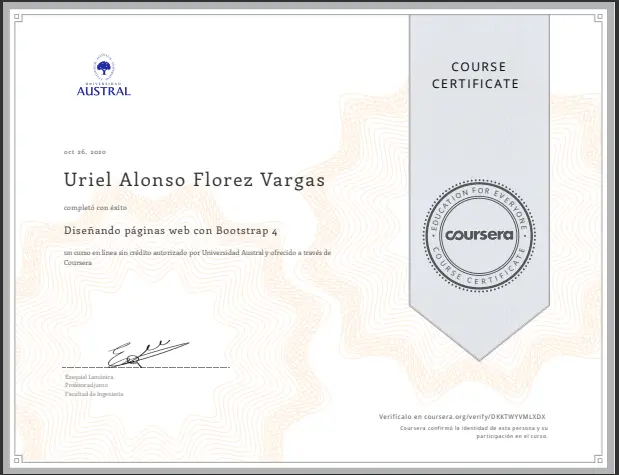 UNIVERSIDAD
AUSTRAL
COURSE
CERTIFICATE
oct 26, 2020
Uriel Alonso Florez Vargas
completó con éxito
Diseñando páginas web con Bootstrap 4
un curso en línea sin crédito autorizado por Universidad Austral y ofrecido a través de
Coursera
EDUCATION FOR EVERYONE
coursera
COURSE CERTIFICATE
Ezequiel Lamónica
Profesor adjunto
Facultad de Ingeniería
Verifícalo en coursera.org/verify/DKKTWYVMLXDX
Coursera confirmó la identidad de esta persona y su
participación en el curso.